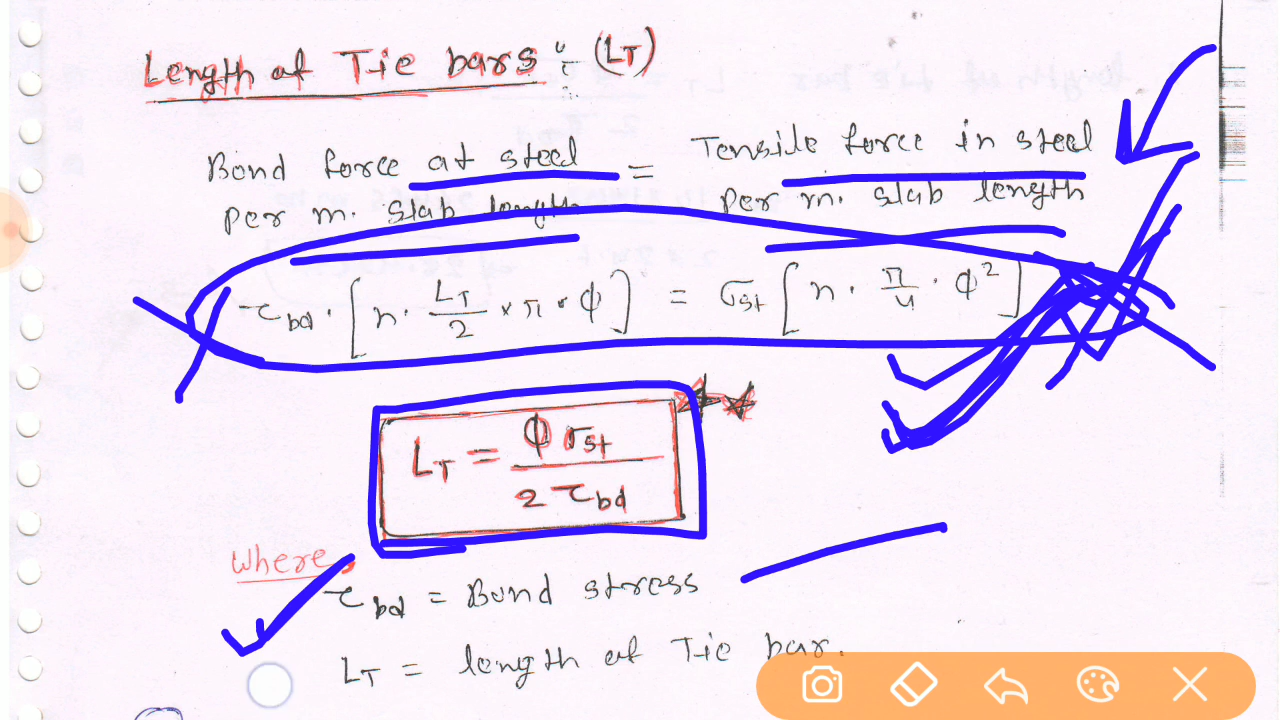 Length of Tie bars :- (LT)
Bond force at steel = Tensile force in steel
per m. slab length per m. slab length
τbd · [n · LT/2 × π × ϕ] = σst [n · π/4 · ϕ²]
LT = ϕ σst / 2 τbd
Where,
τbd = Bond stress
LT = length of Tie bar.